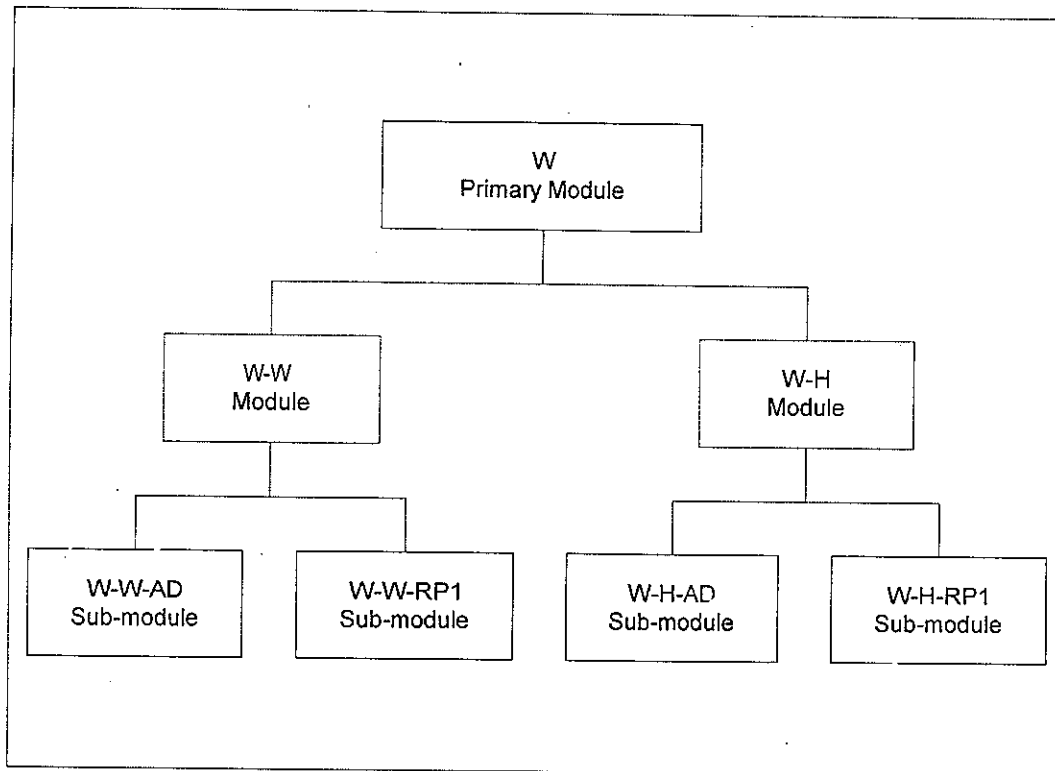 W
Primary Module
W-W
Module
W-H
Module
W-W-AD
Sub-module
W-W-RP1
Sub-module
W-H-AD
Sub-module
W-H-RP1
Sub-module